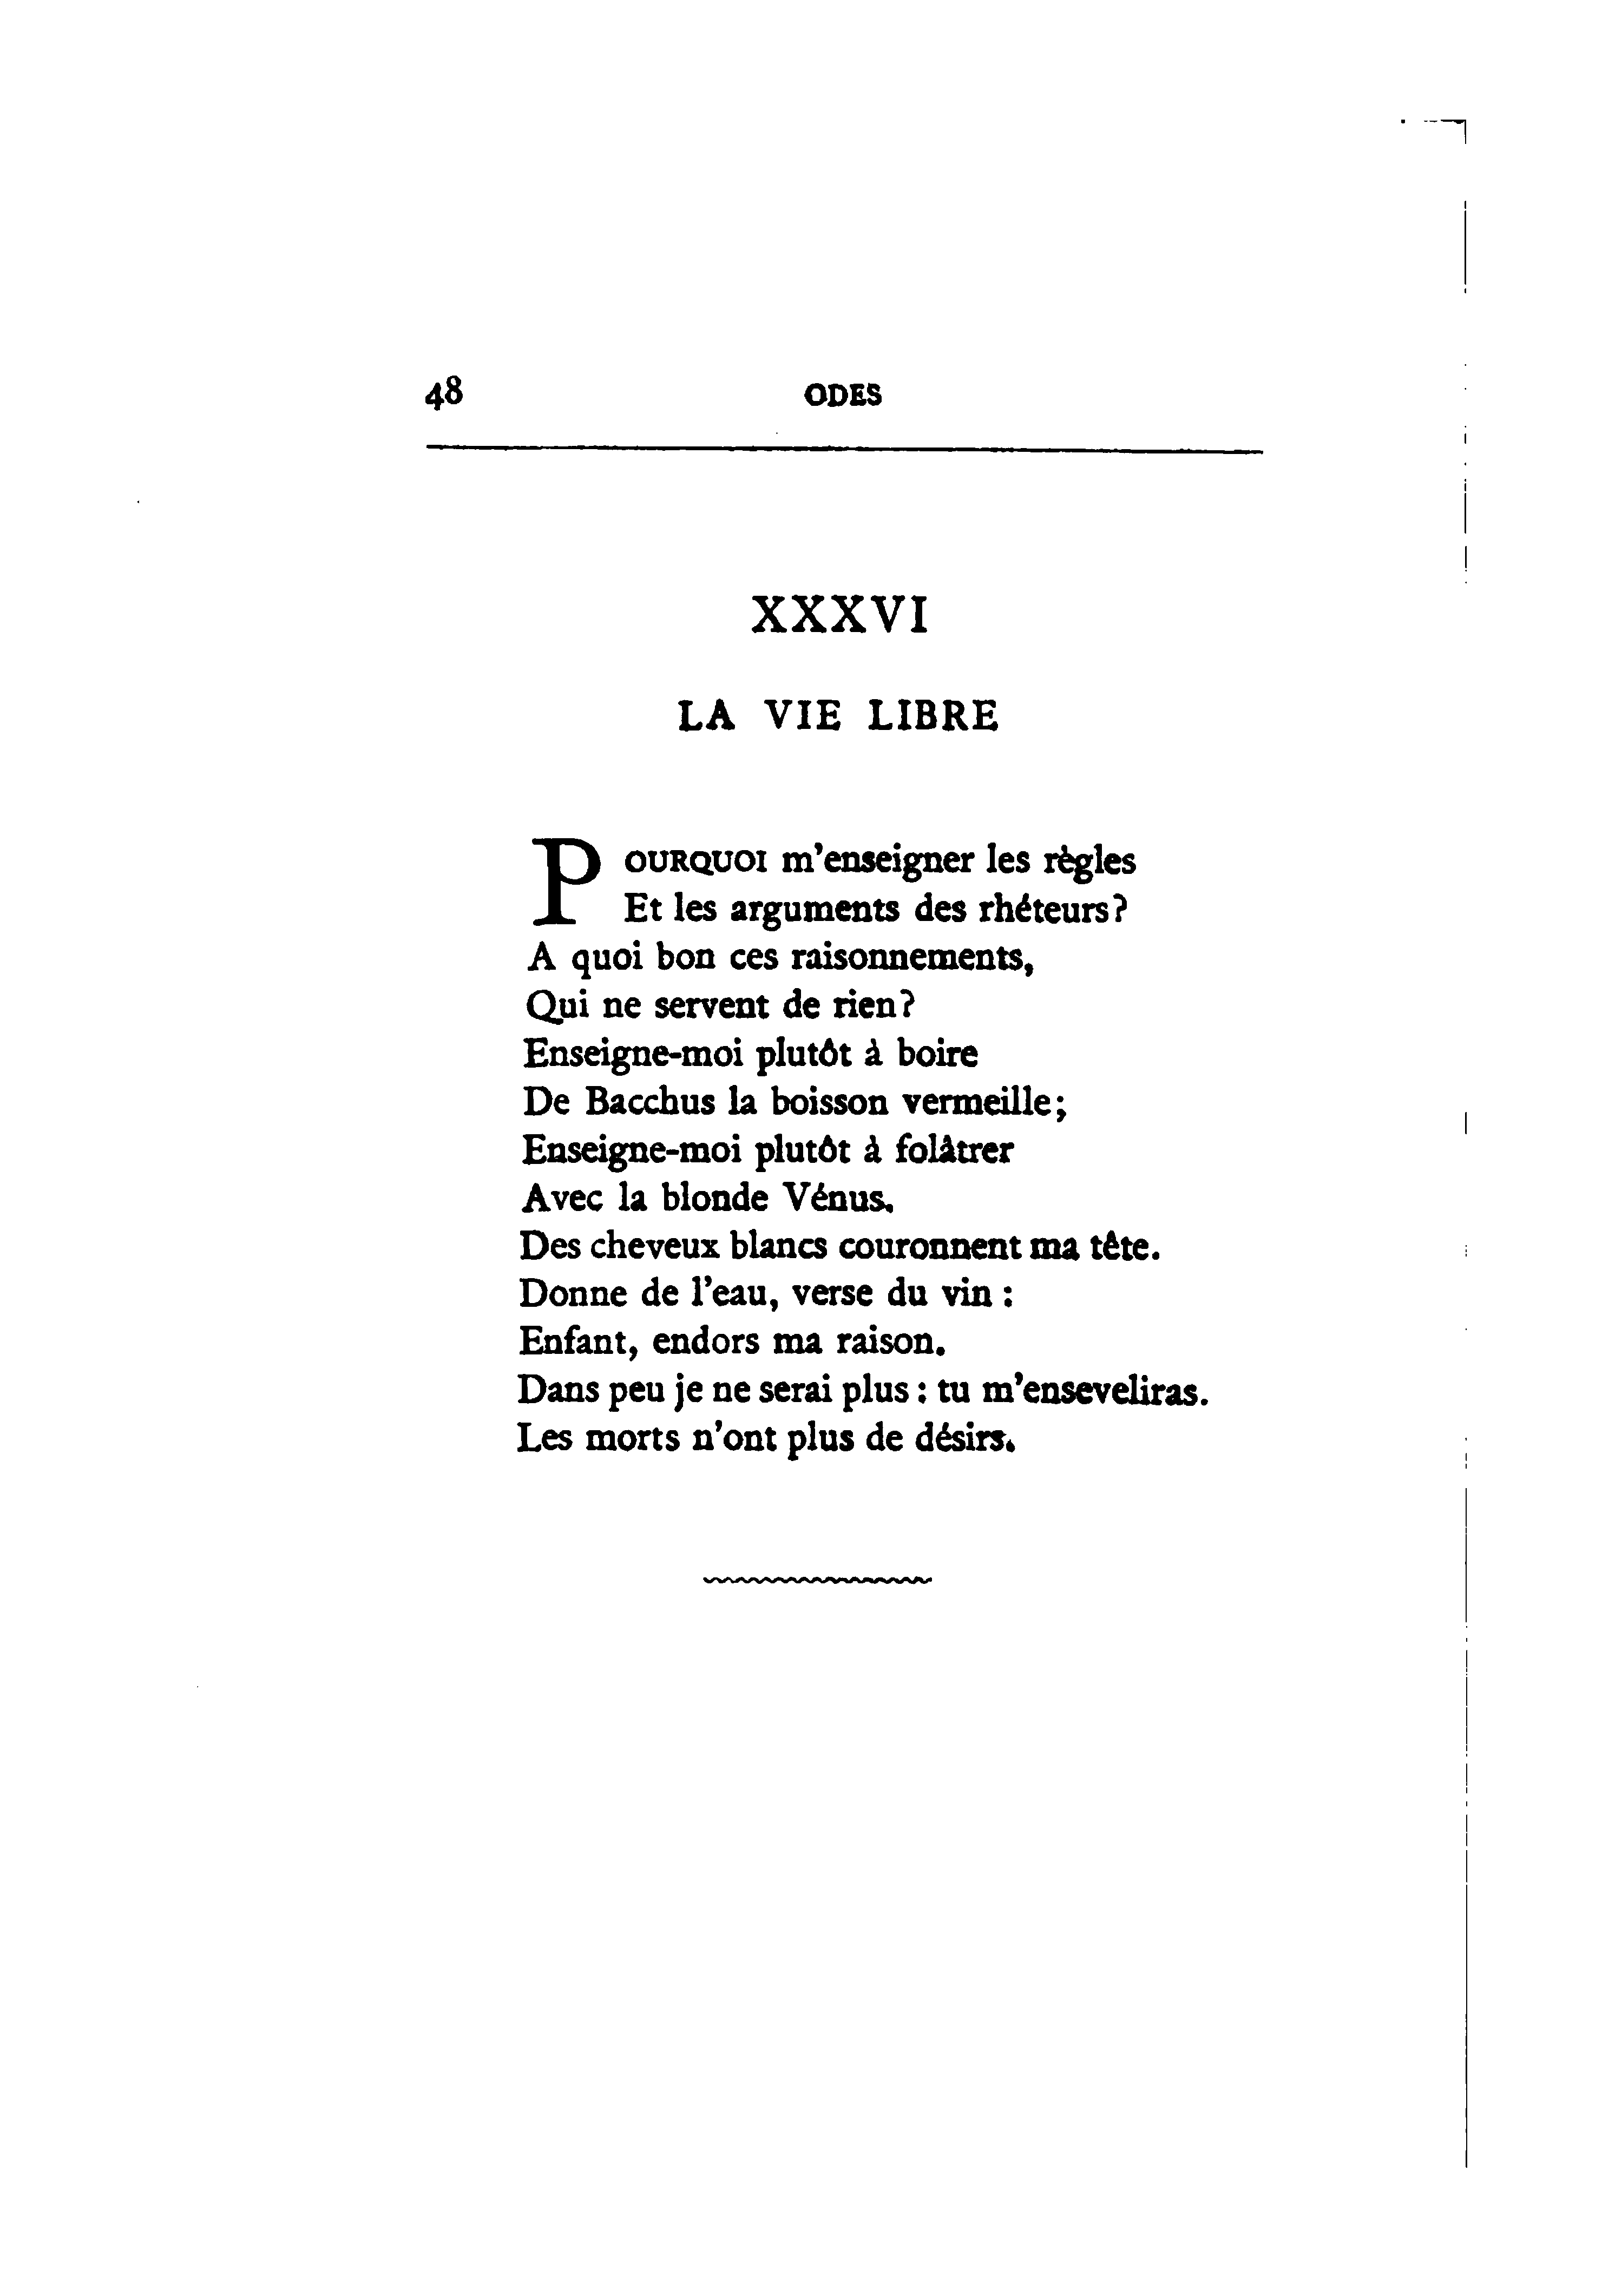 48 ODES
XXXVI
LA VIE LIBRE
POURQUOI m'enseigner les règles
Et les arguments des rhéteurs?
A quoi bon ces raisonnements,
Qui ne servent de rien?
Enseigne-moi plutôt à boire
De Bacchus la boisson vermeille;
Enseigne-moi plutôt à folâtrer
Avec la blonde Vénus.
Des cheveux blancs couronnent ma tête.
Donne de l'eau, verse du vin :
Enfant, endors ma raison.
Dans peu je ne serai plus : tu m'enseveliras.
Les morts n'ont plus de désirs.